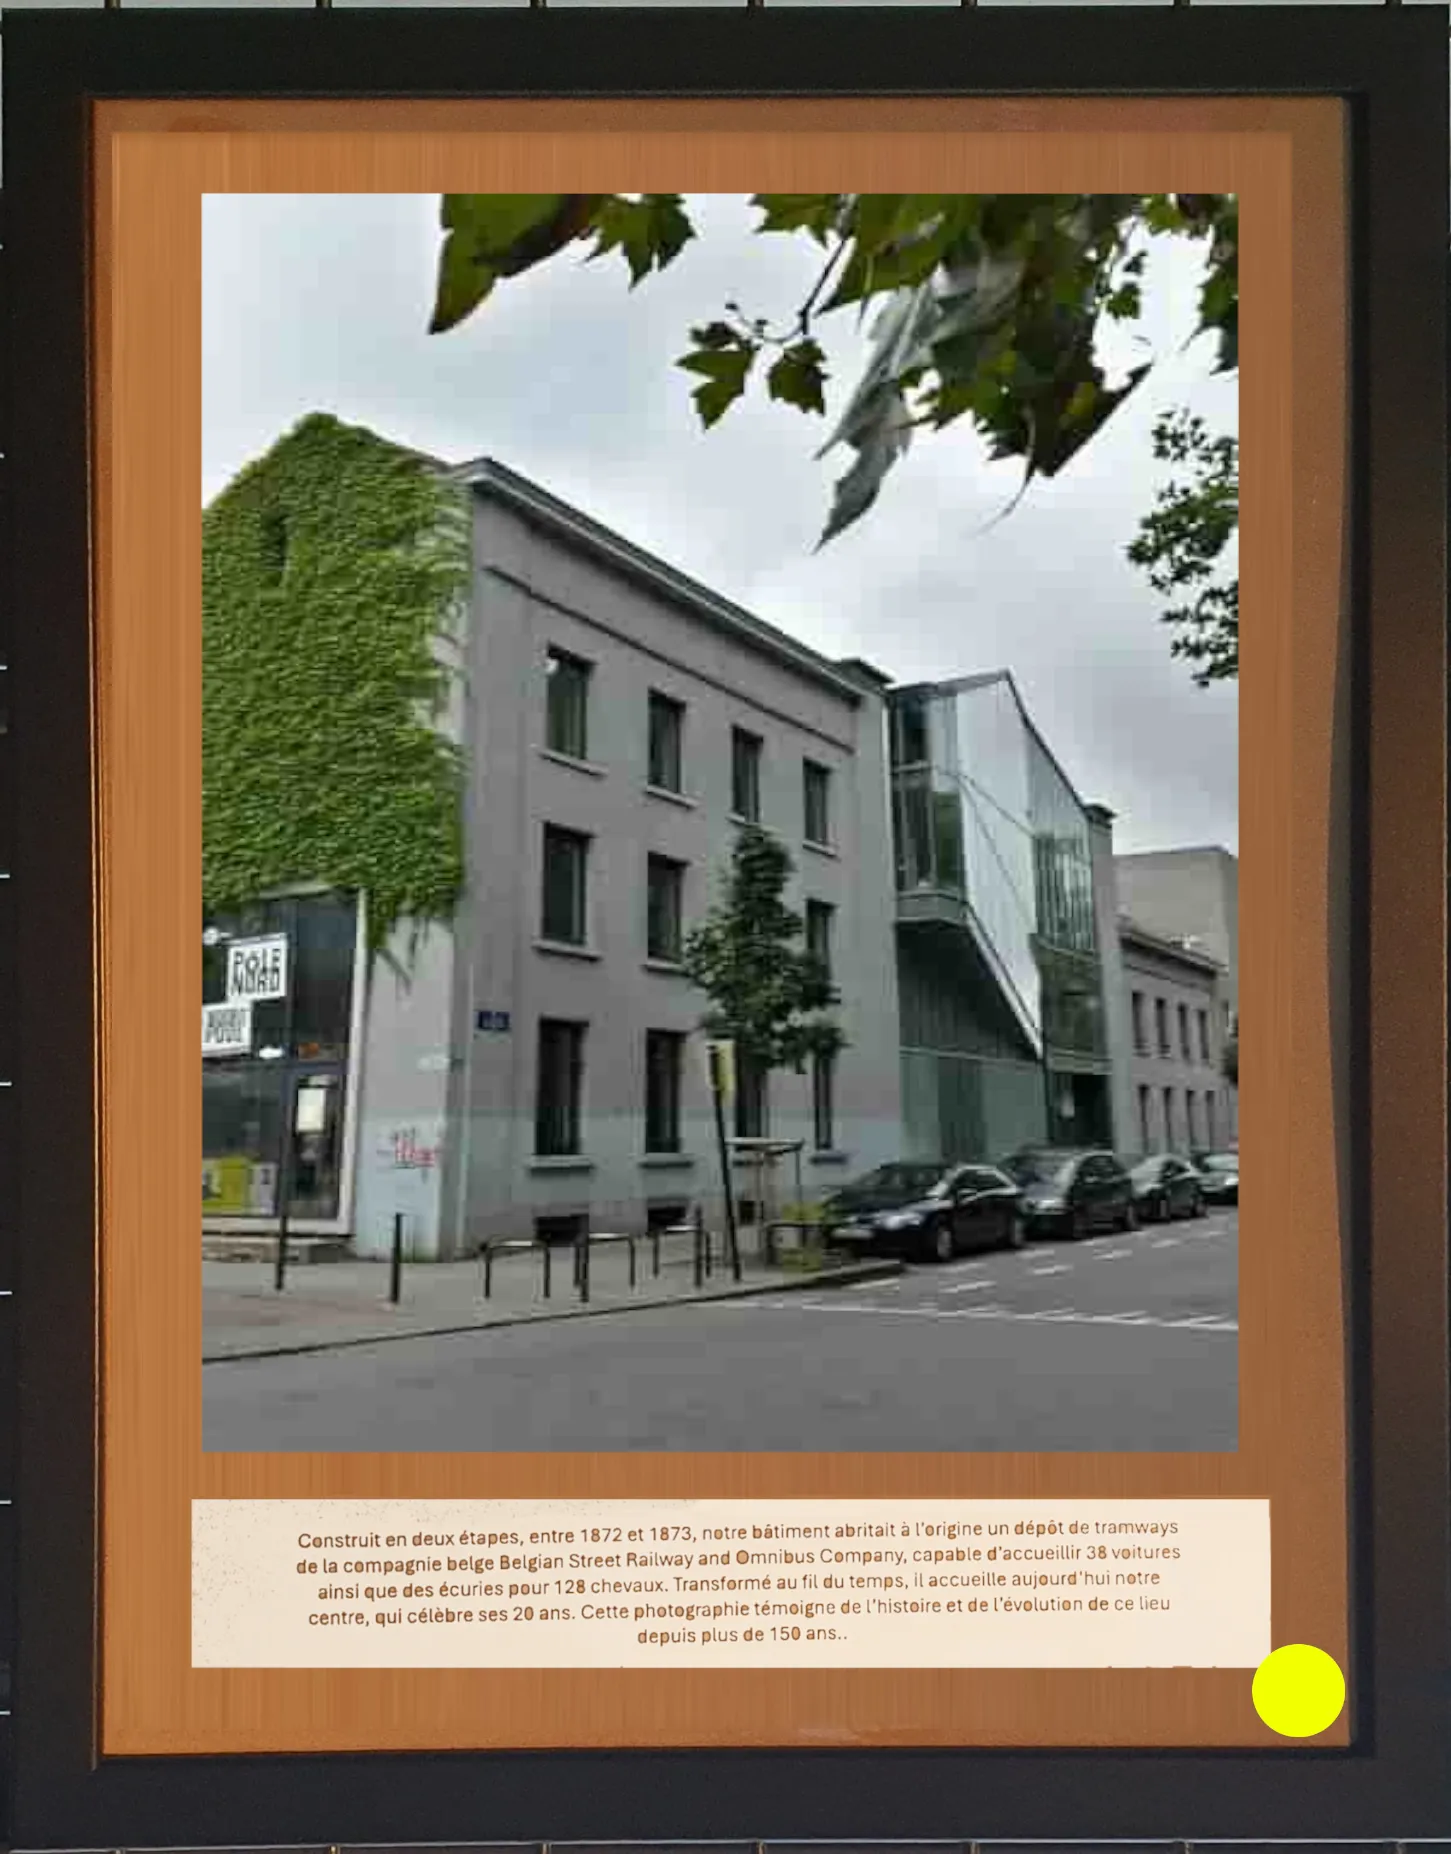 PÔLE
NORD
Construit en deux étapes, entre 1872 et 1873, notre bâtiment abritait à l'origine un dépôt de tramways
de la compagnie belge Belgian Street Railway and Omnibus Company, capable d'accueillir 38 voitures
ainsi que des écuries pour 128 chevaux. Transformé au fil du temps, il accueille aujourd'hui notre
centre, qui célèbre ses 20 ans. Cette photographie témoigne de l'histoire et de l'évolution de ce lieu
depuis plus de 150 ans..